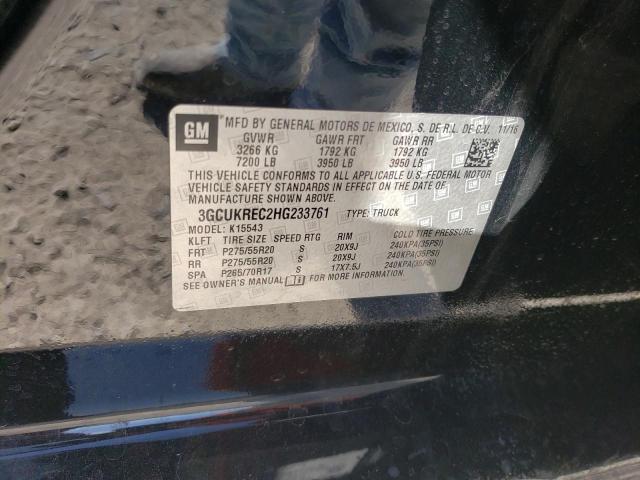 GM MFD BY GENERAL MOTORS DE MEXICO, S. DE R.L. DE C.V. 11/16
GVWR GAWR FRT GAWR RR
3266 KG 1792 KG 1792 KG
7200 LB 3950 LB 3950 LB
THIS VEHICLE CONFORMS TO ALL APPLICABLE U.S. FEDERAL MOTOR
VEHICLE SAFETY STANDARDS IN EFFECT ON THE DATE OF
MANUFACTURE SHOWN ABOVE.
3GCUKREC2HG233761 TYPE: TRUCK
MODEL: K15543
KLFT TIRE SIZE SPEED RTG RIM COLD TIRE PRESSURE
FRT P275/55R20 S 20X9J 240KPA(35PSI)
RR P275/55R20 S 20X9J 240KPA(35PSI)
SPA P265/70R17 S 17X7.5J 240KPA(35PSI)
SEE OWNER'S MANUAL FOR MORE INFORMATION.